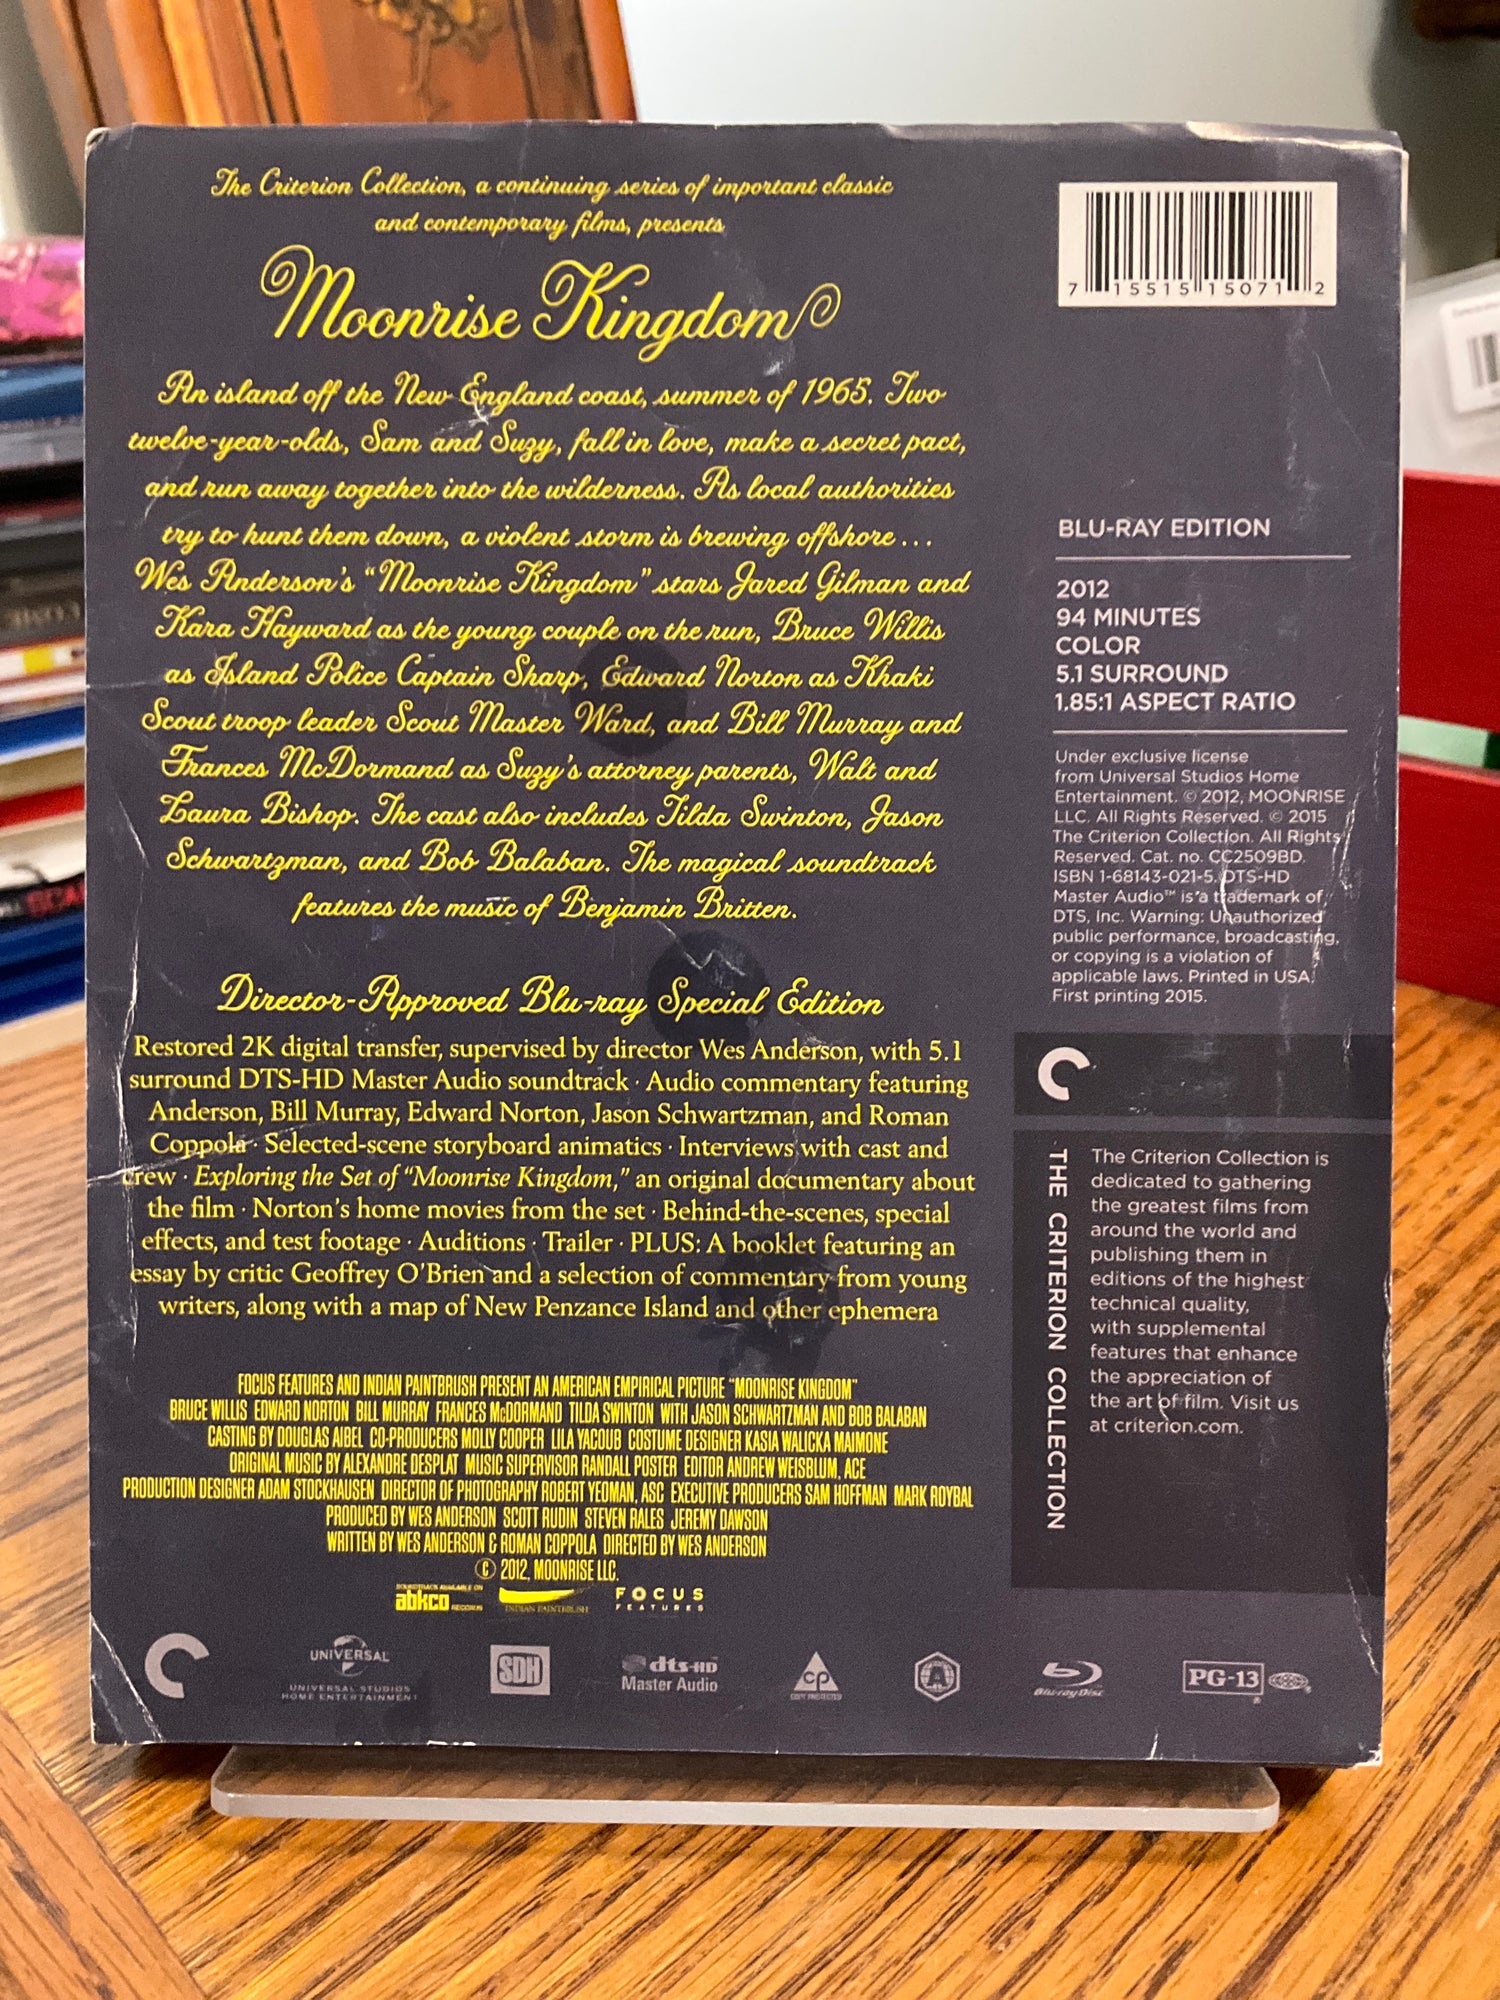 The Criterion Collection, a continuing series of important classic
and contemporary films, presents
Moonrise Kingdom
An island off the New England coast, summer of 1965. Two
twelve-year-olds, Sam and Suzy, fall in love, make a secret pact,
and run away together into the wilderness. As local authorities
try to hunt them down, a violent storm is brewing offshore . . .
Wes Anderson's “Moonrise Kingdom” stars Jared Gilman and
Kara Hayward as the young couple on the run, Bruce Willis
as Island Police Captain Sharp, Edward Norton as Khaki
Scout troop leader Scout Master Ward, and Bill Murray and
Frances McDormand as Suzy's attorney parents, Walt and
Laura Bishop. The cast also includes Tilda Swinton, Jason
Schwartzman, and Bob Balaban. The magical soundtrack
features the music of Benjamin Britten.
Director-Approved Blu-ray Special Edition
Restored 2K digital transfer, supervised by director Wes Anderson, with 5.1
surround DTS-HD Master Audio soundtrack · Audio commentary featuring
Anderson, Bill Murray, Edward Norton, Jason Schwartzman, and Roman
Coppola · Selected-scene storyboard animatics · Interviews with cast and
crew · Exploring the Set of “Moonrise Kingdom,” an original documentary about
the film · Norton's home movies from the set · Behind-the-scenes, special
effects, and test footage · Auditions · Trailer · PLUS: A booklet featuring an
essay by critic Geoffrey O'Brien and a selection of commentary from young
writers, along with a map of New Penzance Island and other ephemera
FOCUS FEATURES AND INDIAN PAINTBRUSH PRESENT AN AMERICAN EMPIRICAL PICTURE “MOONRISE KINGDOM”
BRUCE WILLIS EDWARD NORTON BILL MURRAY FRANCES McDORMAND TILDA SWINTON WITH JASON SCHWARTZMAN AND BOB BALABAN
CASTING BY DOUGLAS AIBEL CO-PRODUCERS MOLLY COOPER LILA YACOUB COSTUME DESIGNER KASIA WALICKA MAIMONE
ORIGINAL MUSIC BY ALEXANDRE DESPLAT MUSIC SUPERVISOR RANDALL POSTER EDITOR ANDREW WEISBLUM, ACE
PRODUCTION DESIGNER ADAM STOCKHAUSEN DIRECTOR OF PHOTOGRAPHY ROBERT YEOMAN, ASC EXECUTIVE PRODUCERS SAM HOFFMAN MARK ROYBAL
PRODUCED BY WES ANDERSON SCOTT RUDIN STEVEN RALES JEREMY DAWSON
WRITTEN BY WES ANDERSON & ROMAN COPPOLA DIRECTED BY WES ANDERSON
© 2012, MOONRISE LLC.
SOUNDTRACK AVAILABLE ON
abkco RECORDS
INDIAN PAINTBRUSH
FOCUS
FEATURES
7 15515 15071 2
BLU-RAY EDITION
2012
94 MINUTES
COLOR
5.1 SURROUND
1.85:1 ASPECT RATIO
Under exclusive license
from Universal Studios Home
Entertainment. © 2012, MOONRISE
LLC. All Rights Reserved. © 2015
The Criterion Collection. All Rights
Reserved. Cat. no. CC2509BD.
ISBN 1-68143-021-5. DTS-HD
Master Audio™ is a trademark of
DTS, Inc. Warning: Unauthorized
public performance, broadcasting,
or copying is a violation of
applicable laws. Printed in USA.
First printing 2015.
THE CRITERION COLLECTION
The Criterion Collection is
dedicated to gathering
the greatest films from
around the world and
publishing them in
editions of the highest
technical quality,
with supplemental
features that enhance
the appreciation of
the art of film. Visit us
at criterion.com.
UNIVERSAL
UNIVERSAL STUDIOS
HOME ENTERTAINMENT
SDH
dts-HD
Master Audio
CP
COPY PROTECTED
A
Blu-ray Disc
PG-13